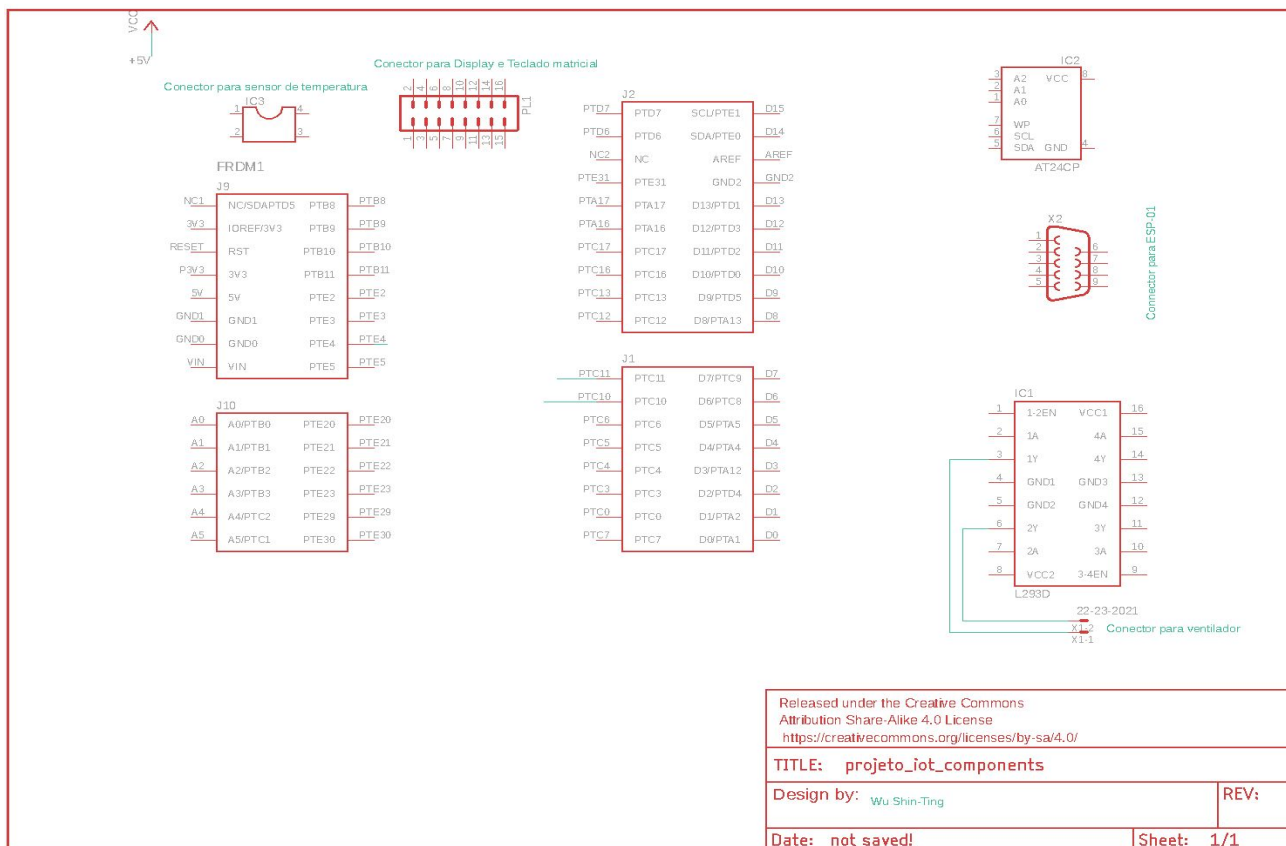 VCC
+5V
Conector para sensor de temperatura
IC3
1 4
2 3
Conector para Display e Teclado matricial
2 4 6 8 10 12 14 16
PL1
1 3 5 7 9 11 13 15
FRDM1
J9
NC1 NC/SDAPTD5 PTB8 PTB8
3V3 IOREF/3V3 PTB9 PTB9
RESET RST PTB10 PTB10
P3V3 3V3 PTB11 PTB11
5V 5V PTE2 PTE2
GND1 GND1 PTE3 PTE3
GND0 GND0 PTE4 PTE4
VIN VIN PTE5 PTE5
J10
A0 A0/PTB0 PTE20 PTE20
A1 A1/PTB1 PTE21 PTE21
A2 A2/PTB2 PTE22 PTE22
A3 A3/PTB3 PTE23 PTE23
A4 A4/PTC2 PTE29 PTE29
A5 A5/PTC1 PTE30 PTE30
J2
PTD7 PTD7 SCL/PTE1 D15
PTD6 PTD6 SDA/PTE0 D14
NC2 NC AREF AREF
PTE31 PTE31 GND2 GND2
PTA17 PTA17 D13/PTD1 D13
PTA16 PTA16 D12/PTD3 D12
PTC17 PTC17 D11/PTD2 D11
PTC16 PTC16 D10/PTD0 D10
PTC13 PTC13 D9/PTD5 D9
PTC12 PTC12 D8/PTA13 D8
J1
PTC11 PTC11 D7/PTC9 D7
PTC10 PTC10 D6/PTC8 D6
PTC6 PTC6 D5/PTA5 D5
PTC5 PTC5 D4/PTA4 D4
PTC4 PTC4 D3/PTA12 D3
PTC3 PTC3 D2/PTD4 D2
PTC0 PTC0 D1/PTA2 D1
PTC7 PTC7 D0/PTA1 D0
IC2
3 A2 VCC 8
2 A1
1 A0
7 WP
6 SCL
5 SDA GND 4
AT24CP
X2
1
2 6
3 7
4 8
5 9
Connector para ESP-01
IC1
1 1-2EN VCC1 16
2 1A 4A 15
3 1Y 4Y 14
4 GND1 GND3 13
5 GND2 GND4 12
6 2Y 3Y 11
7 2A 3A 10
8 VCC2 3-4EN 9
L293D
22-23-2021
X1-2 Conector para ventilador
X1-1
Released under the Creative Commons
Attribution Share-Alike 4.0 License
https://creativecommons.org/licenses/by-sa/4.0/
TITLE: projeto_iot_components
Design by: Wu Shin-Ting
REV:
Date: not saved!
Sheet: 1/1